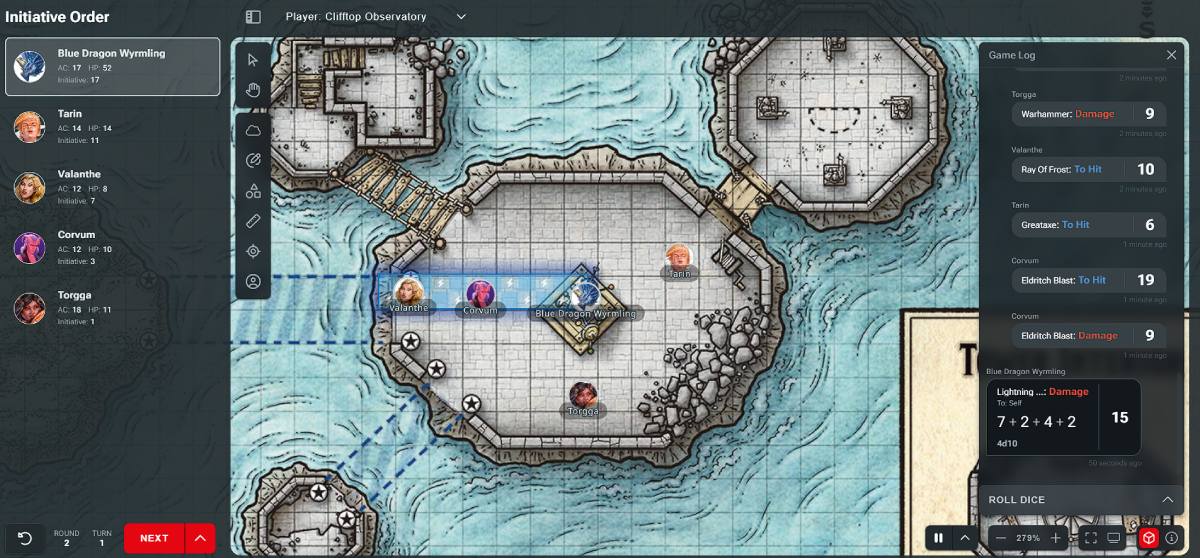 Initiative Order
Player: Clifftop Observatory
Blue Dragon Wyrmling
AC: 17 HP: 52
Initiative: 17
Tarin
AC: 14 HP: 14
Initiative: 11
Valanthe
AC: 12 HP: 8
Initiative: 7
Corvum
AC: 12 HP: 10
Initiative: 3
Torgga
AC: 18 HP: 11
Initiative: 1
ROUND
2
TURN
1
NEXT
Tarin
Valanthe
Corvum
Blue Dragon Wyrmling
Torgga
Game Log
2 minutes ago
Torgga
Warhammer: Damage 9
2 minutes ago
Valanthe
Ray Of Frost: To Hit 10
2 minutes ago
Tarin
Greataxe: To Hit 6
1 minute ago
Corvum
Eldritch Blast: To Hit 19
1 minute ago
Corvum
Eldritch Blast: Damage 9
1 minute ago
Blue Dragon Wyrmling
Lightning ...: Damage
To: Self
7 + 2 + 4 + 2
4d10
15
50 seconds ago
ROLL DICE
279%